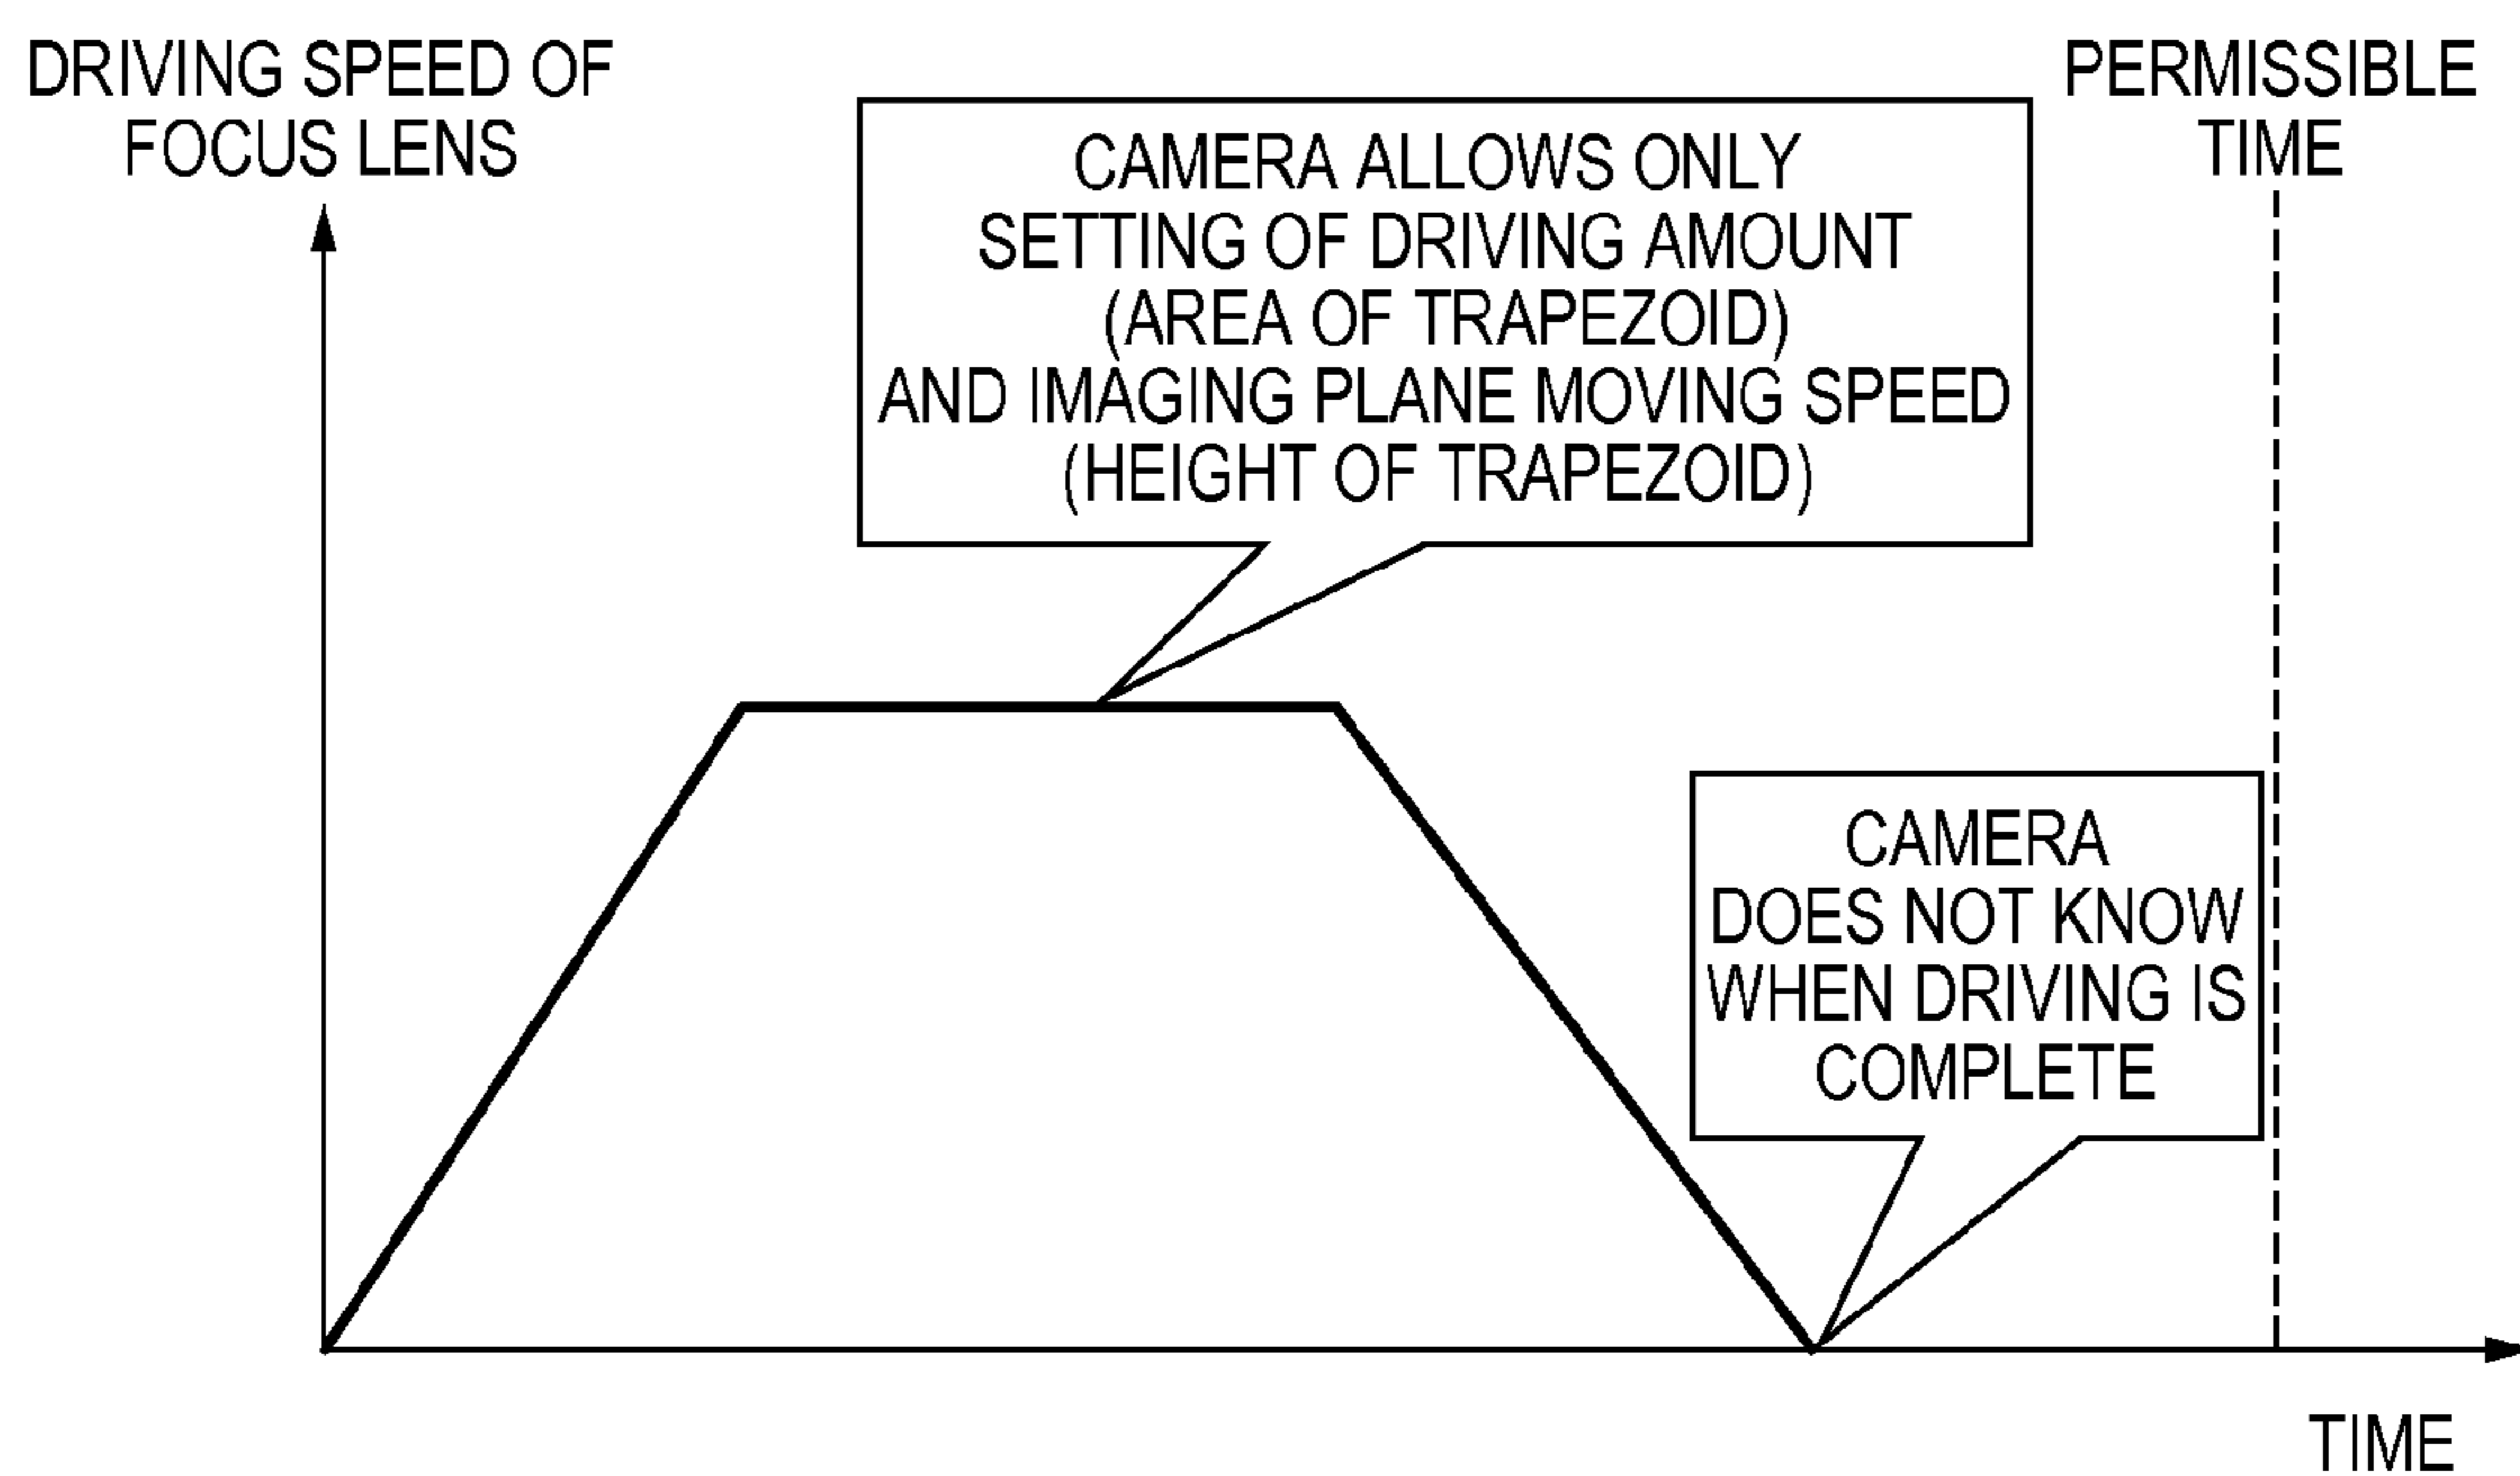 DRIVING SPEED OF
FOCUS LENS
PERMISSIBLE
TIME
CAMERA ALLOWS ONLY
SETTING OF DRIVING AMOUNT
(AREA OF TRAPEZOID)
AND IMAGING PLANE MOVING SPEED
(HEIGHT OF TRAPEZOID)
CAMERA
DOES NOT KNOW
WHEN DRIVING IS
COMPLETE
TIME